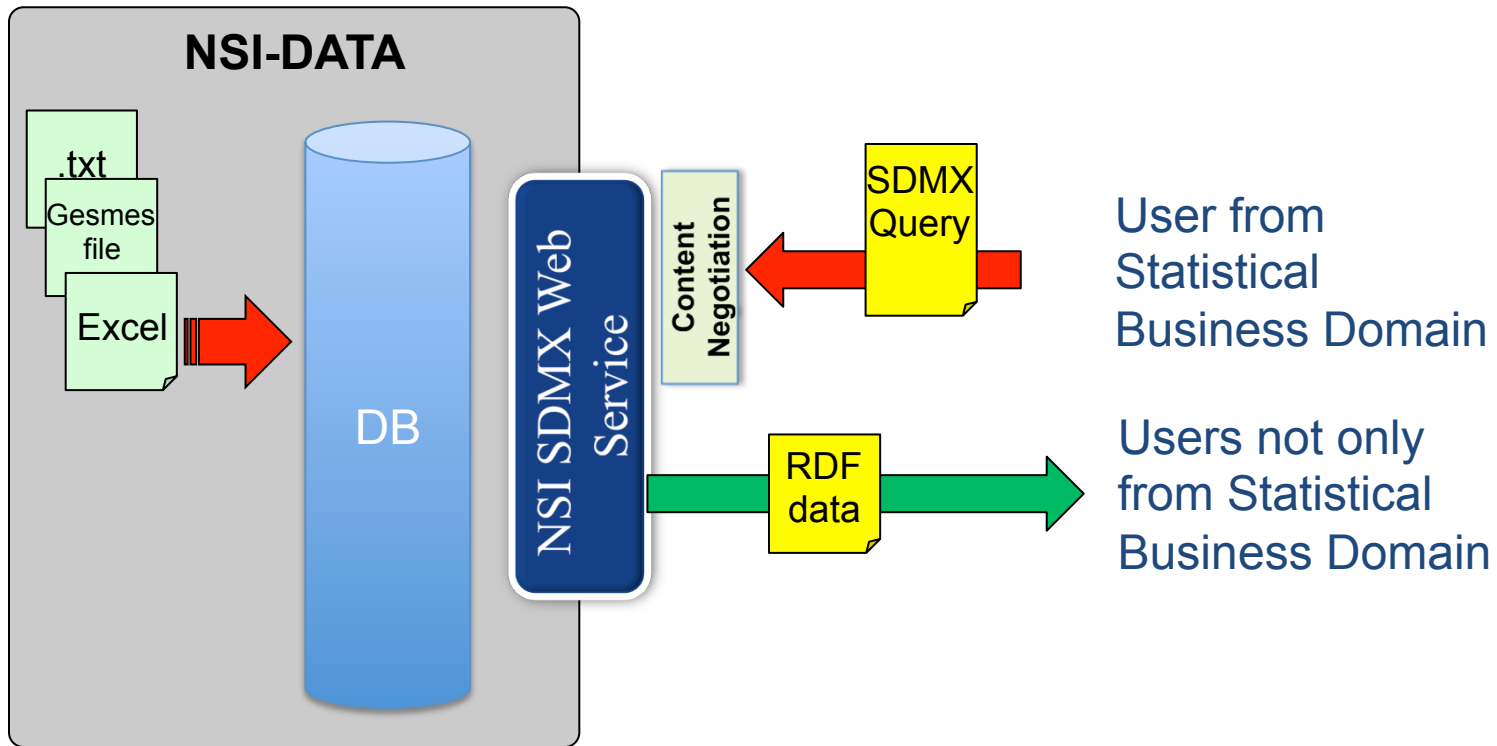 NSI-DATA
.txt
Gesmes
file
Excel
DB
NSI SDMX Web
Service
Content
Negotiation
SDMX
Query
User from
Statistical
Business Domain
RDF
data
Users not only
from Statistical
Business Domain